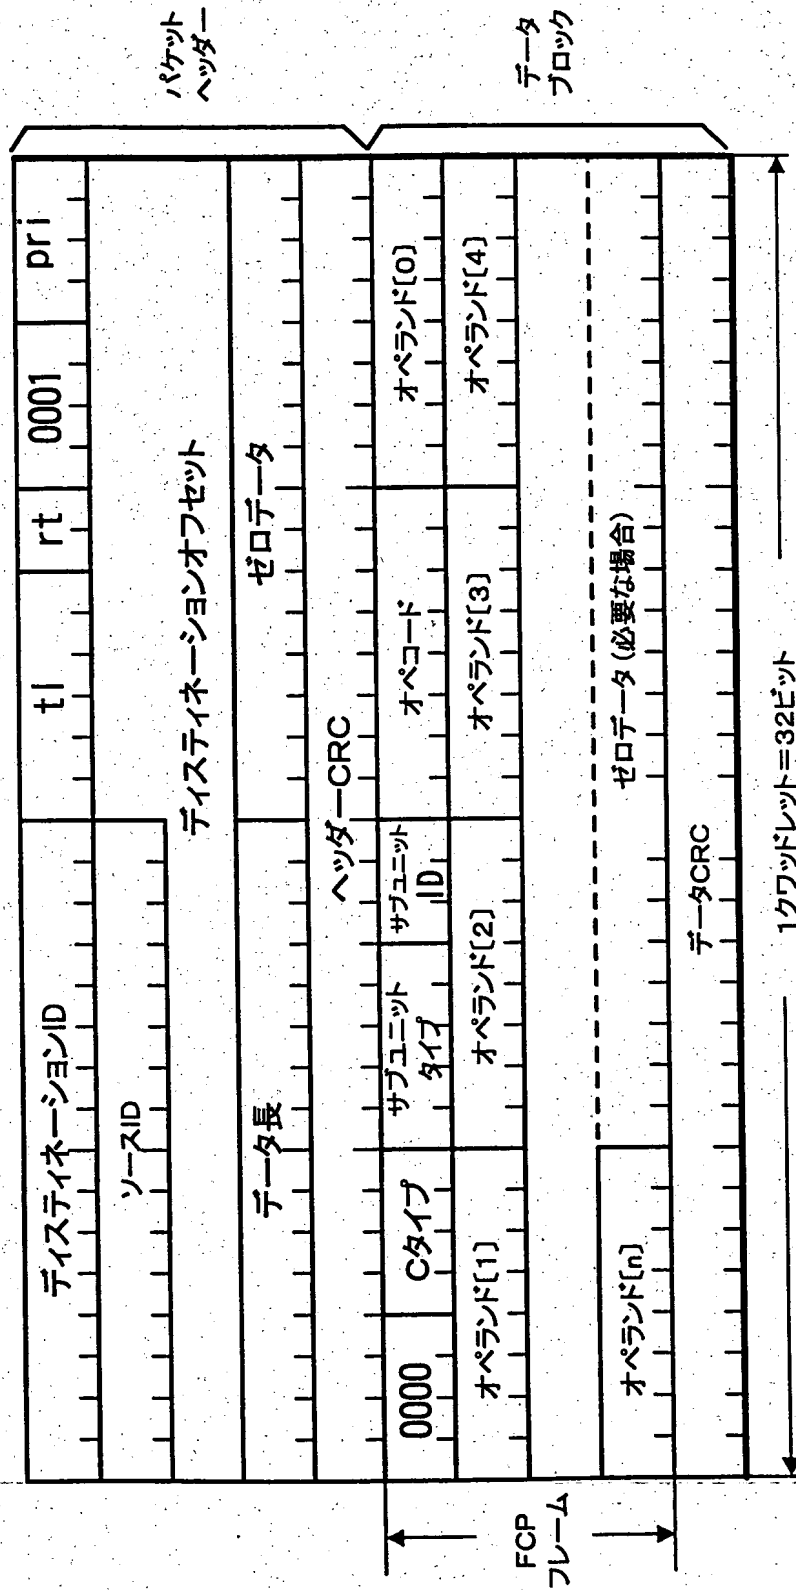 ディスティネーションID tl rt 0001 pri
ソースID
ディスティネーションオフセット
データ長 ゼロデータ
ヘッダーCRC
パケット
ヘッダー
0000 Cタイプ サブユニット
タイプ サブユニット
ID オペコード オペランド[0]
オペランド[1] オペランド[2] オペランド[3] オペランド[4]
オペランド[n] ゼロデータ(必要な場合)
データCRC
データ
ブロック
FCP
フレーム
1クワッドレット=32ビット